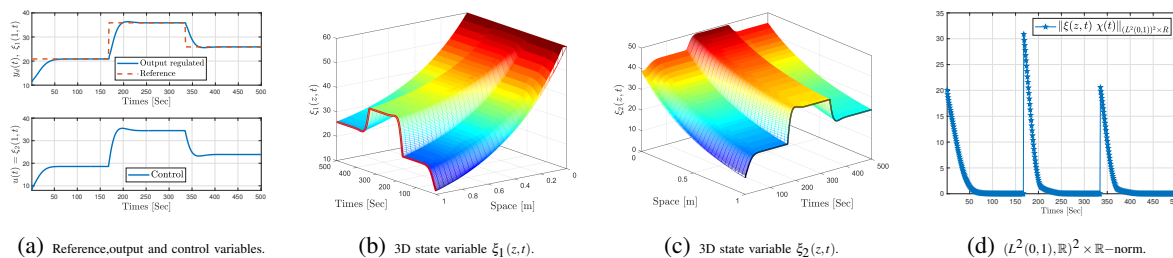 40
30
20
10
y_d(t), ξ_1(1, t)
Output regulated
Reference
50 100 150 200 250 300 350 400 450 500
Times [Sec]
40
30
20
10
u(t) = ξ_2(1, t)
Control
50 100 150 200 250 300 350 400 450 500
Times [Sec]
60
50
40
30
20
10
ξ_1(z, t)
500
400
300
200
100
Times [Sec]
1
0.8
0.6
0.4
0.2
0
Space [m]
50
40
30
20
10
0
ξ_2(z, t)
0
0.5
1
Space [m]
100
200
300
400
500
Times [Sec]
35
30
25
20
15
10
5
0
‖ξ(z, t) χ(t)‖_{(L²(0,1))²×R}
50 100 150 200 250 300 350 400 450 500
Times [Sec]
(a) Reference,output and control variables.
(b) 3D state variable ξ_1(z,t).
(c) 3D state variable ξ_2(z,t).
(d) (L²(0,1),ℝ)² × ℝ−norm.